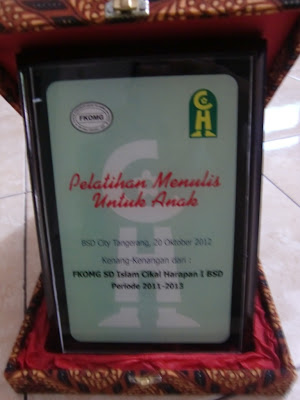 FKOMG
CH
Pelatihan Menulis
Untuk Anak
BSD City Tangerang, 20 Oktober 2012
Kenang-Kenangan dari :
FKOMG SD Islam Cikal Harapan I BSD
Periode 2011-2013